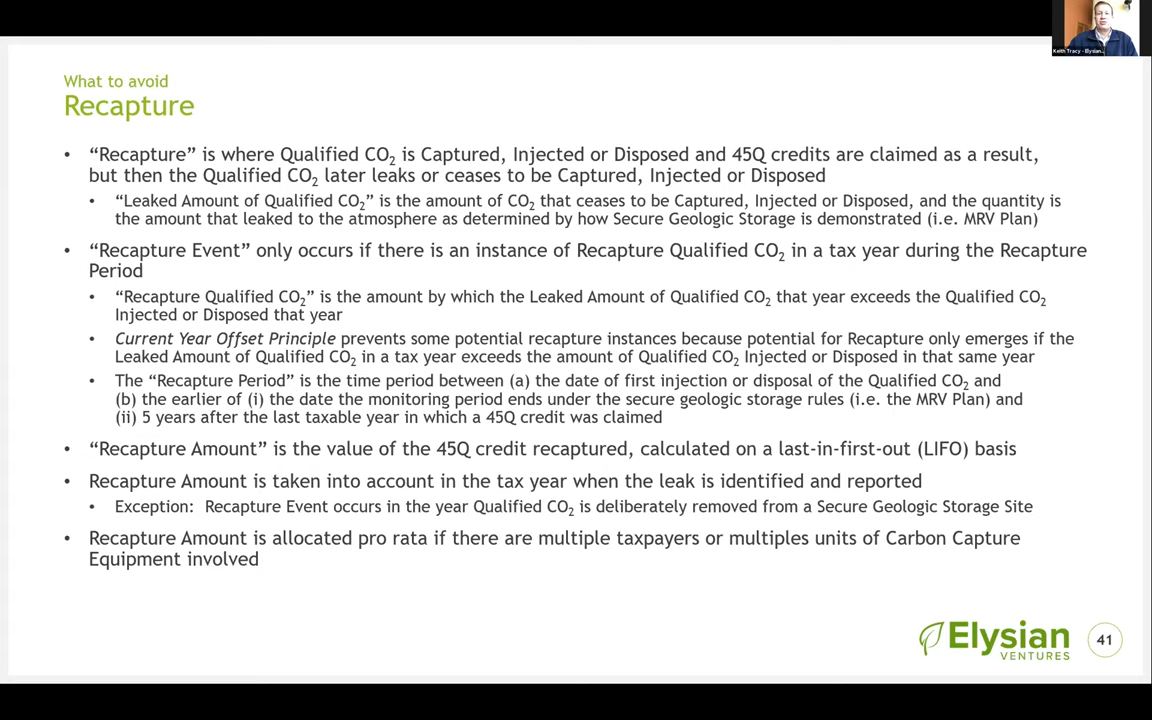 Keith Tracy - Elysian...
What to avoid
Recapture
• “Recapture” is where Qualified CO₂ is Captured, Injected or Disposed and 45Q credits are claimed as a result,
but then the Qualified CO₂ later leaks or ceases to be Captured, Injected or Disposed
• “Leaked Amount of Qualified CO₂” is the amount of CO₂ that ceases to be Captured, Injected or Disposed, and the quantity is
the amount that leaked to the atmosphere as determined by how Secure Geologic Storage is demonstrated (i.e. MRV Plan)
• “Recapture Event” only occurs if there is an instance of Recapture Qualified CO₂ in a tax year during the Recapture
Period
• “Recapture Qualified CO₂” is the amount by which the Leaked Amount of Qualified CO₂ that year exceeds the Qualified CO₂
Injected or Disposed that year
• Current Year Offset Principle prevents some potential recapture instances because potential for Recapture only emerges if the
Leaked Amount of Qualified CO₂ in a tax year exceeds the amount of Qualified CO₂ Injected or Disposed in that same year
• The “Recapture Period” is the time period between (a) the date of first injection or disposal of the Qualified CO₂ and
(b) the earlier of (i) the date the monitoring period ends under the secure geologic storage rules (i.e. the MRV Plan) and
(ii) 5 years after the last taxable year in which a 45Q credit was claimed
• “Recapture Amount” is the value of the 45Q credit recaptured, calculated on a last-in-first-out (LIFO) basis
• Recapture Amount is taken into account in the tax year when the leak is identified and reported
• Exception: Recapture Event occurs in the year Qualified CO₂ is deliberately removed from a Secure Geologic Storage Site
• Recapture Amount is allocated pro rata if there are multiple taxpayers or multiples units of Carbon Capture
Equipment involved
Elysian
VENTURES
41